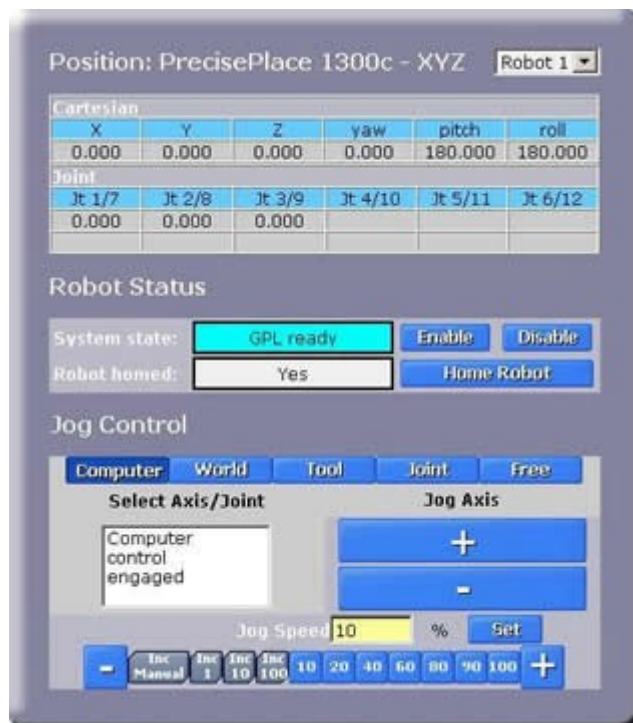 Position: PrecisePlace 1300c - XYZ Robot 1
Cartesian
X Y Z yaw pitch roll
0.000 0.000 0.000 0.000 180.000 180.000
Joint
Jt 1/7 Jt 2/8 Jt 3/9 Jt 4/10 Jt 5/11 Jt 6/12
0.000 0.000 0.000
Robot Status
System state: GPL ready Enable Disable
Robot homed: Yes Home Robot
Jog Control
Computer World Tool Joint Free
Select Axis/Joint Jog Axis
Computer
control
engaged
+
-
Jog Speed 10 % Set
- Inc Manual Inc 1 Inc 10 Inc 100 10 20 40 60 80 90 100 +